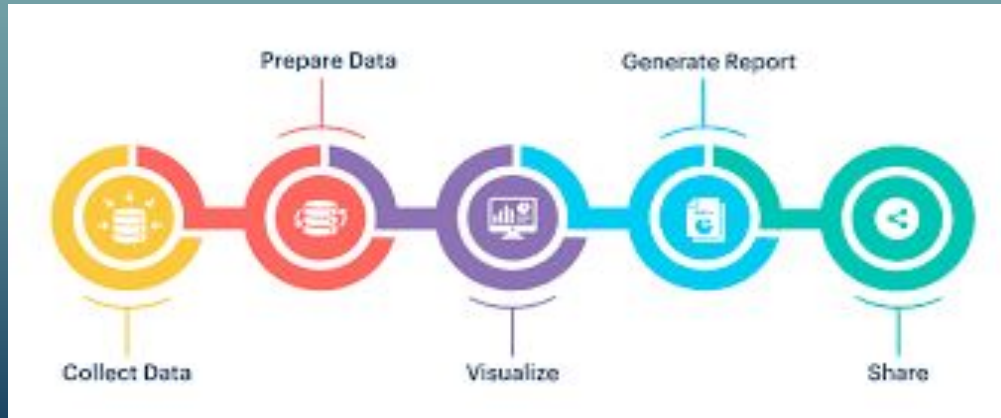 Prepare Data
Generate Report
Collect Data
Visualize
Share